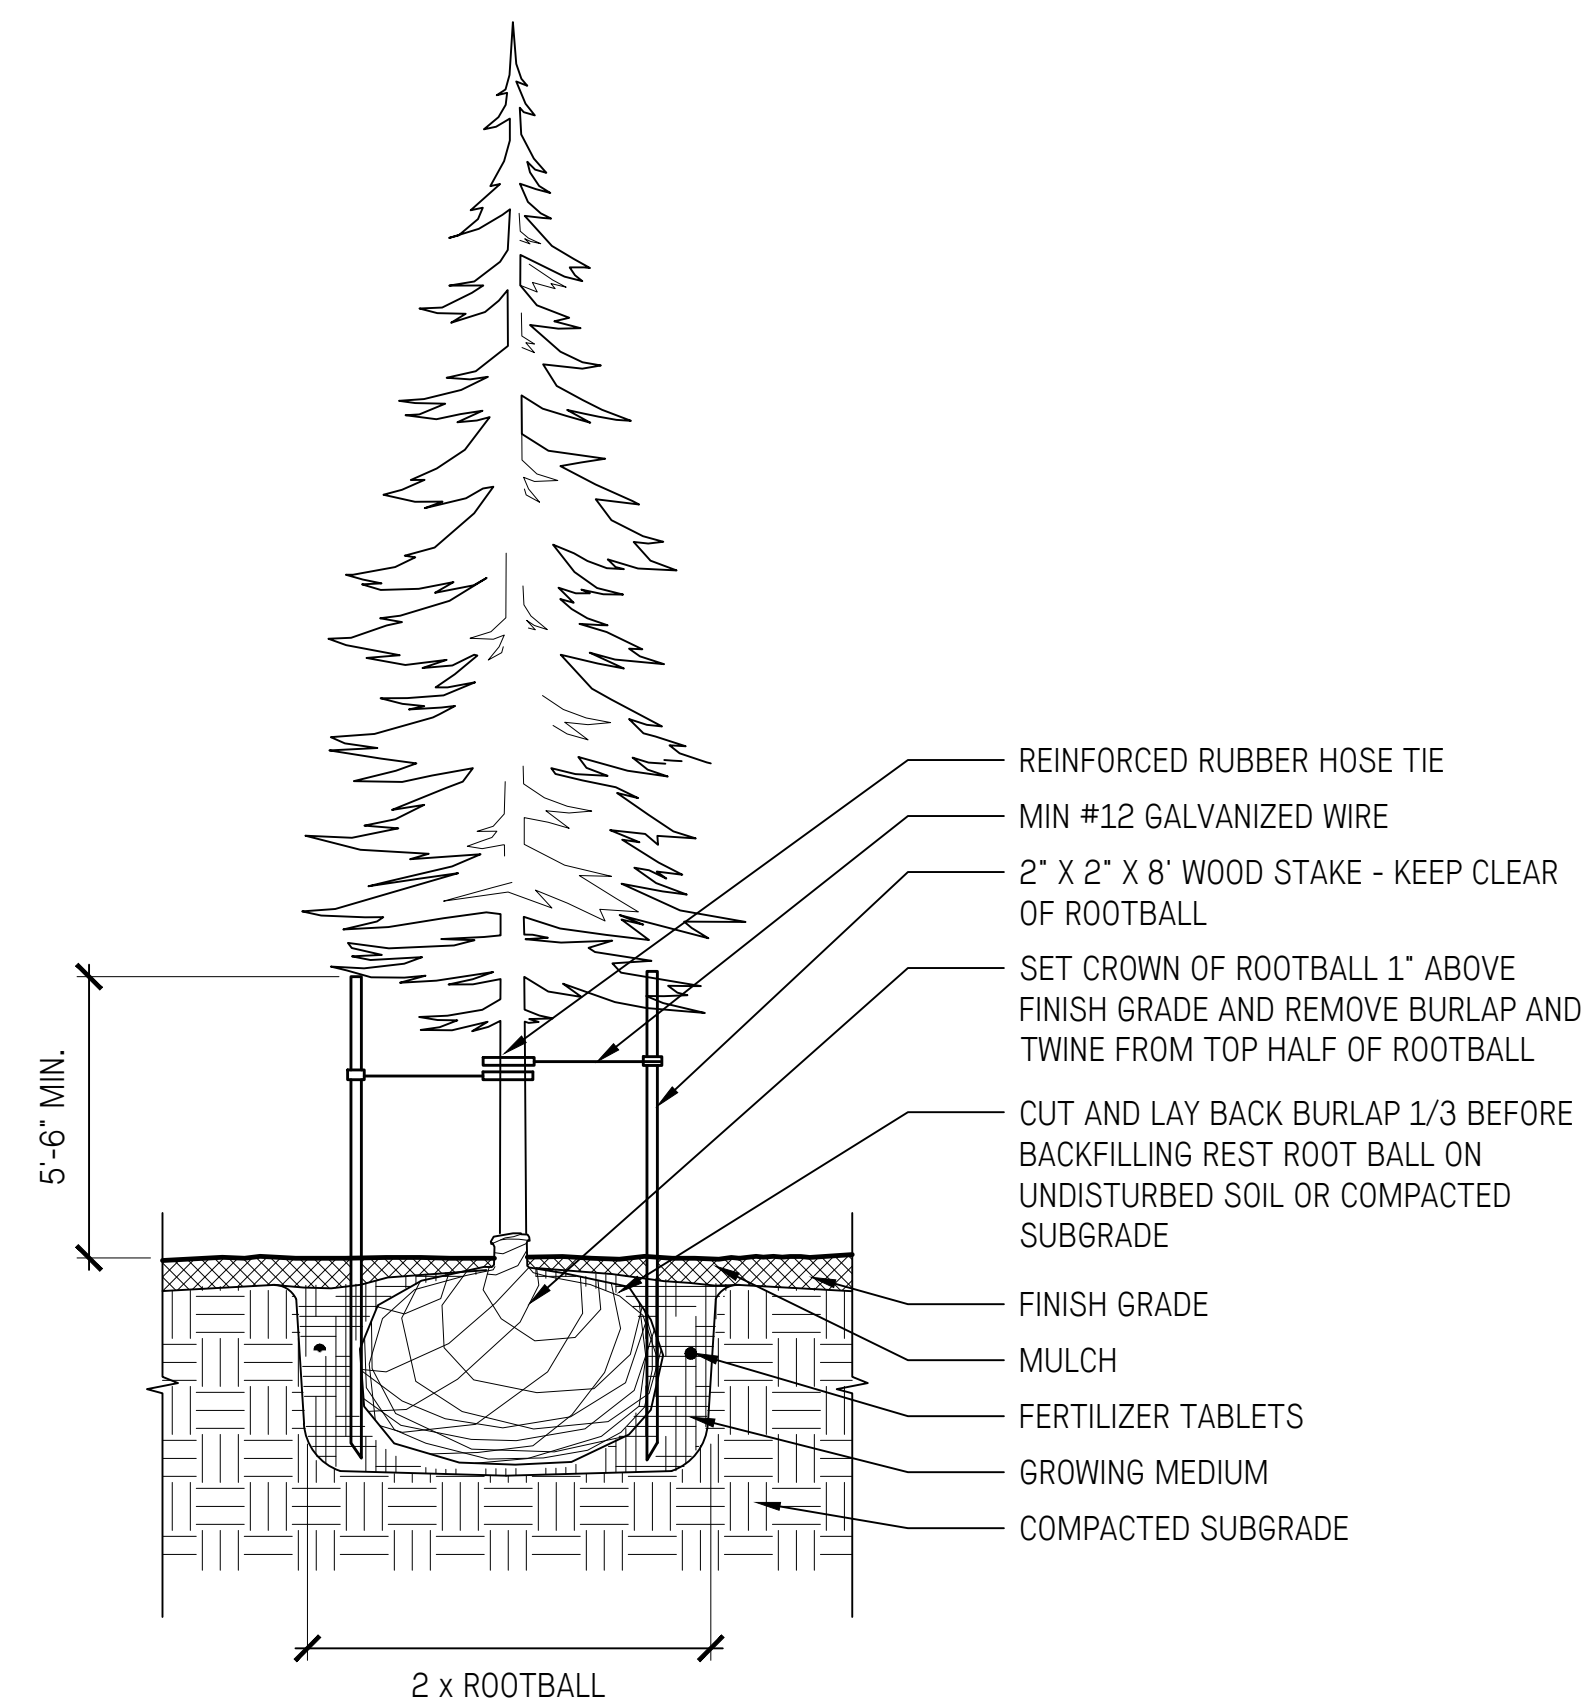 REINFORCED RUBBER HOSE TIE
MIN #12 GALVANIZED WIRE
2" X 2" X 8' WOOD STAKE - KEEP CLEAR
OF ROOTBALL
SET CROWN OF ROOTBALL 1" ABOVE
FINISH GRADE AND REMOVE BURLAP AND
TWINE FROM TOP HALF OF ROOTBALL
5'-6" MIN.
CUT AND LAY BACK BURLAP 1/3 BEFORE
BACKFILLING REST ROOT BALL ON
UNDISTURBED SOIL OR COMPACTED
SUBGRADE
FINISH GRADE
MULCH
FERTILIZER TABLETS
GROWING MEDIUM
COMPACTED SUBGRADE
2 x ROOTBALL